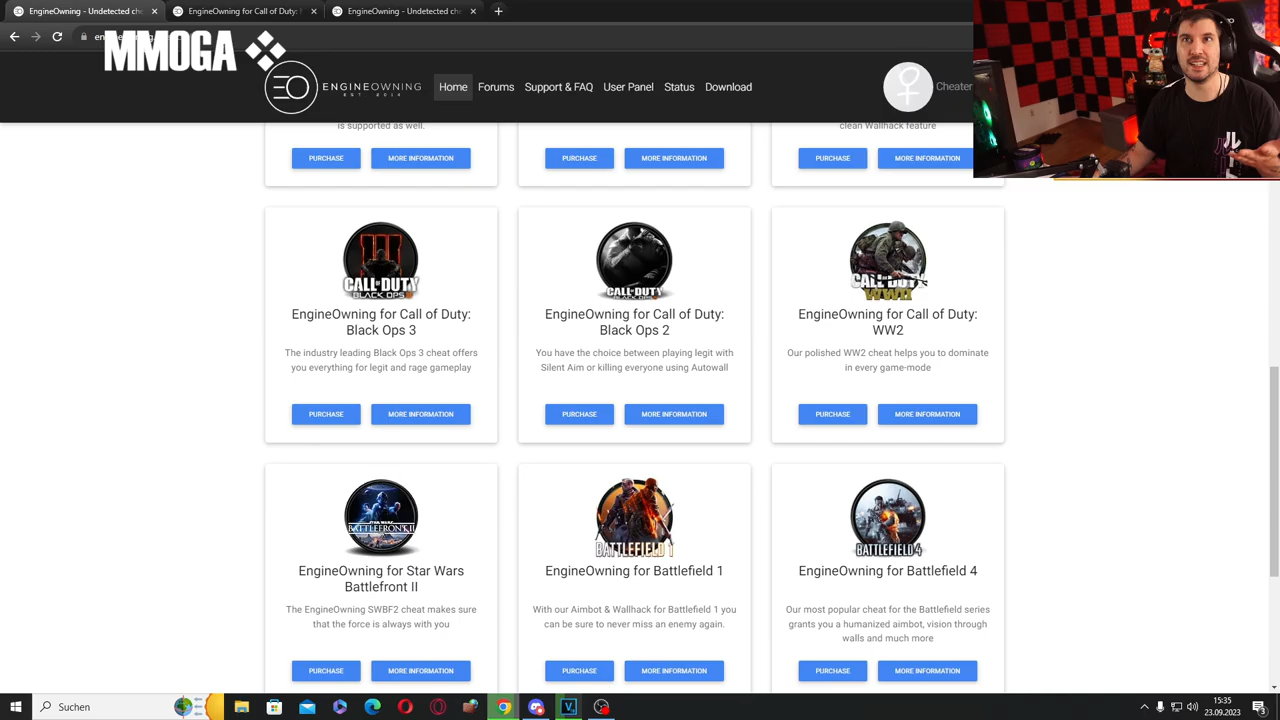 EngineOwning - Undetected che
EngineOwning for Call of Duty:
EngineOwning - Undetected che
MMOGA
EO ENGINEOWNING
EST 2014
Home
Forums
Support & FAQ
User Panel
Status
Download
Cheater
is supported as well.
clean Wallhack feature
PURCHASE
MORE INFORMATION
PURCHASE
MORE INFORMATION
PURCHASE
MORE INFORMATION
CALL OF DUTY
BLACK OPS III
EngineOwning for Call of Duty:
Black Ops 3
The industry leading Black Ops 3 cheat offers
you everything for legit and rage gameplay
PURCHASE
MORE INFORMATION
CALL OF DUTY
BLACK OPS II
EngineOwning for Call of Duty:
Black Ops 2
You have the choice between playing legit with
Silent Aim or killing everyone using Autowall
PURCHASE
MORE INFORMATION
CALL OF DUTY
WWII
EngineOwning for Call of Duty:
WW2
Our polished WW2 cheat helps you to dominate
in every game-mode
PURCHASE
MORE INFORMATION
STAR WARS
BATTLEFRONT II
EngineOwning for Star Wars
Battlefront II
The EngineOwning SWBF2 cheat makes sure
that the force is always with you
PURCHASE
MORE INFORMATION
BATTLEFIELD 1
EngineOwning for Battlefield 1
With our Aimbot & Wallhack for Battlefield 1 you
can be sure to never miss an enemy again.
PURCHASE
MORE INFORMATION
BATTLEFIELD 4
EngineOwning for Battlefield 4
Our most popular cheat for the Battlefield series
grants you a humanized aimbot, vision through
walls and much more
PURCHASE
MORE INFORMATION
Suchen
15:35
23.09.2023